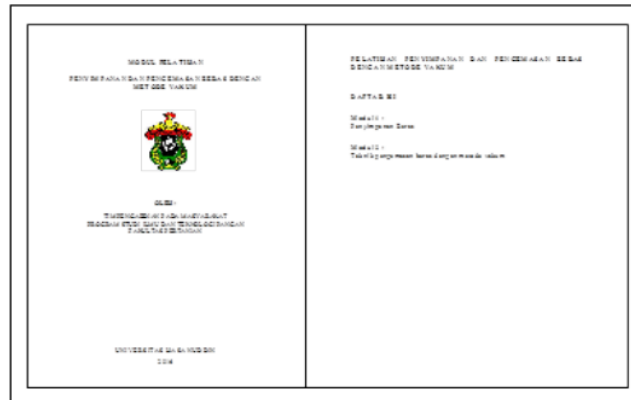 MODUL PELATIHAN
PENYIMPANAN DAN PENGEMASAN BERAS DENGAN
METODE VAKUM
OLEH :
TIM PENGABDIAN PADA MASYARAKAT
PROGRAM STUDI ILMU DAN TEKNOLOGI PANGAN
FAKULTAS PERTANIAN
UNIVERSITAS HASANUDDIN
PELATIHAN PENYIMPANAN DAN PENGEMASAN BERAS
DENGAN METODE VAKUM
DAFTAR ISI
Modul 1 :
Penyimpanan Beras
Modul 2 :
Teknik pengemasan beras dengan metode vakum